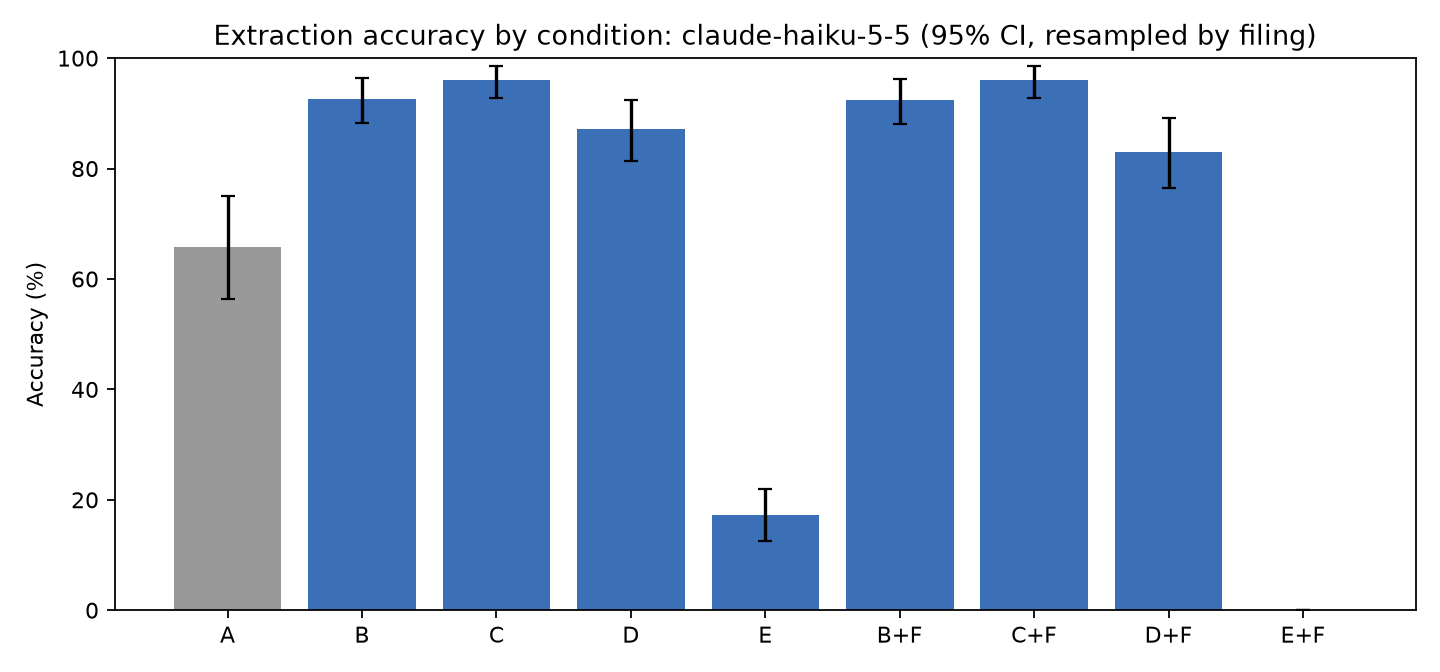 Extraction accuracy by condition: claude-haiku-5-5 (95% CI, resampled by filing)
Accuracy (%)
100
80
60
40
20
0
A B C D E B+F C+F D+F E+F